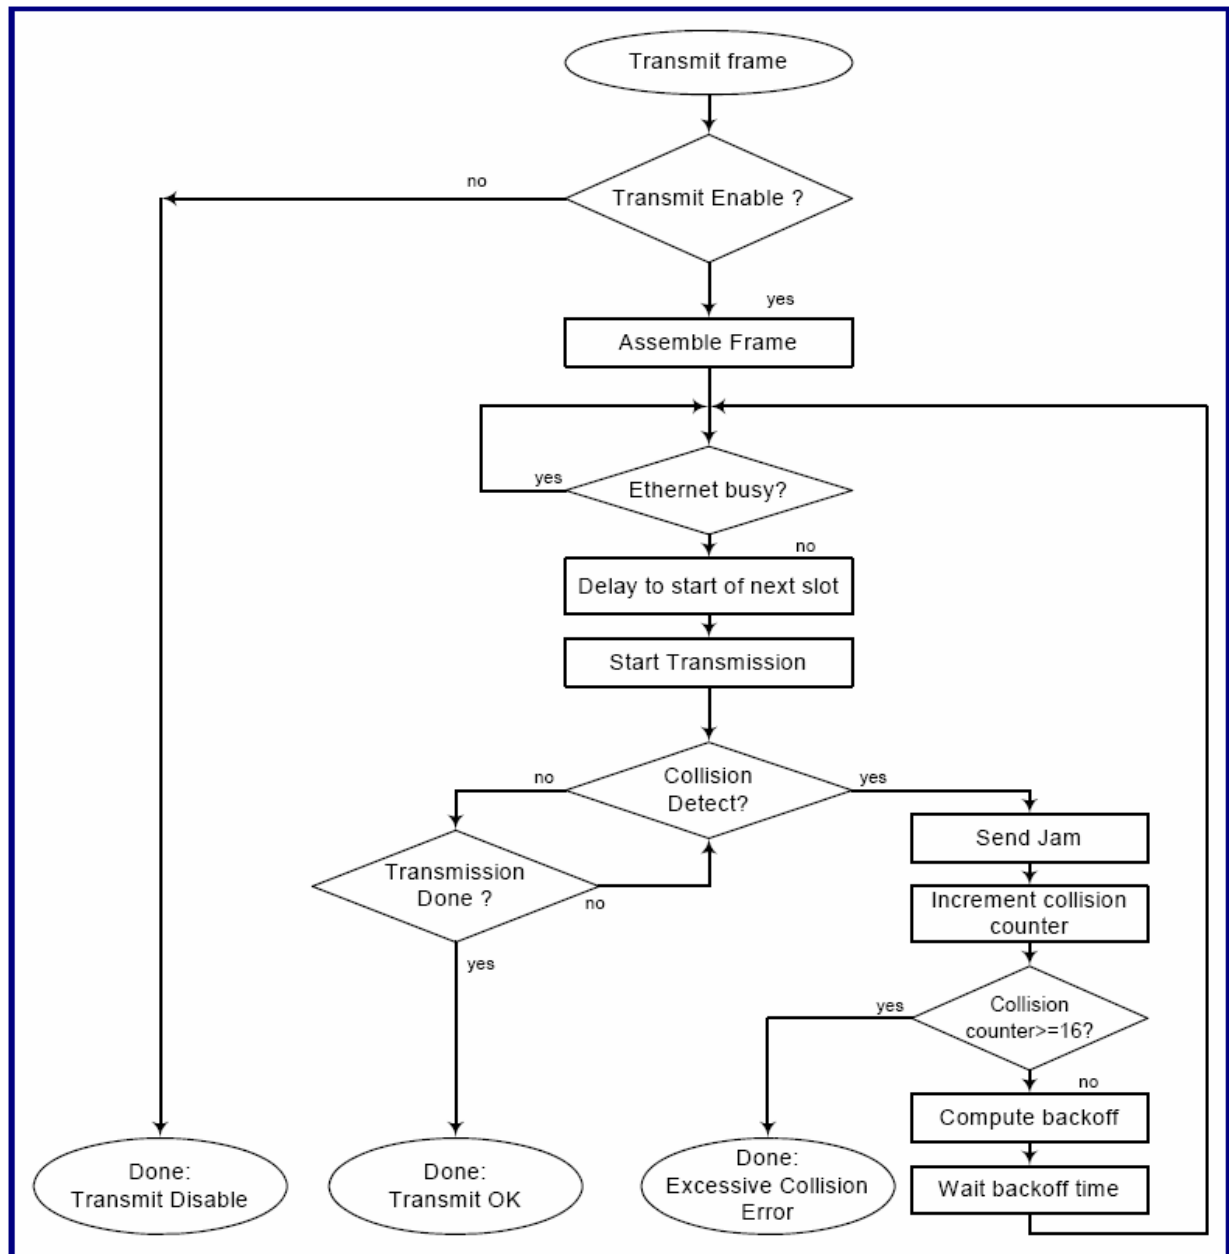 Transmit frame
no
Transmit Enable ?
yes
Assemble Frame
yes
Ethernet busy?
no
Delay to start of next slot
Start Transmission
no
Collision
Detect?
yes
Transmission
Done ?
no
yes
Send Jam
Increment collision
counter
yes
Collision
counter>=16?
no
Compute backoff
Wait backoff time
Done:
Transmit Disable
Done:
Transmit OK
Done:
Excessive Collision
Error